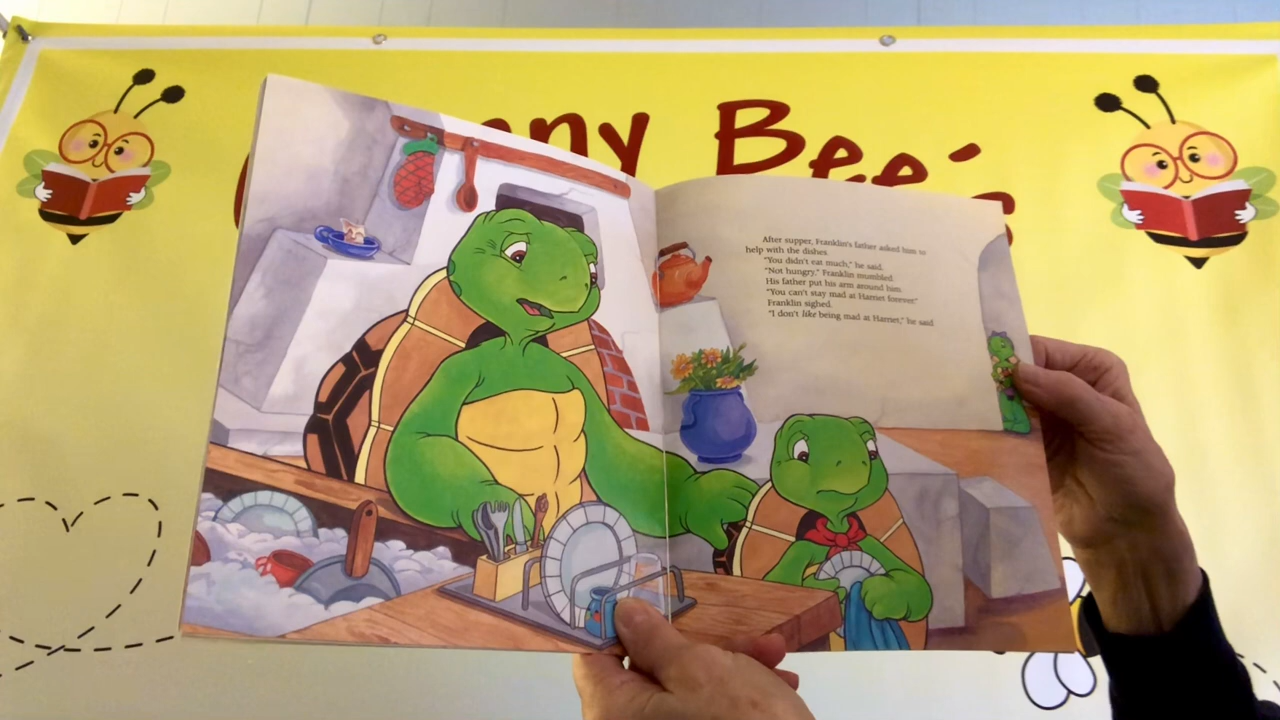 nny Bee's
After supper, Franklin's father asked him to
help with the dishes.
"You didn't eat much," he said.
"Not hungry," Franklin mumbled.
His father put his arm around him.
"You can't stay mad at Harriet forever."
Franklin sighed.
"I don't like being mad at Harriet," he said